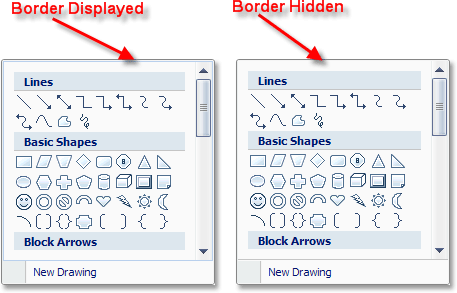 Border Displayed
Border Hidden
Lines
Basic Shapes
Block Arrows
New Drawing
Lines
Basic Shapes
Block Arrows
New Drawing